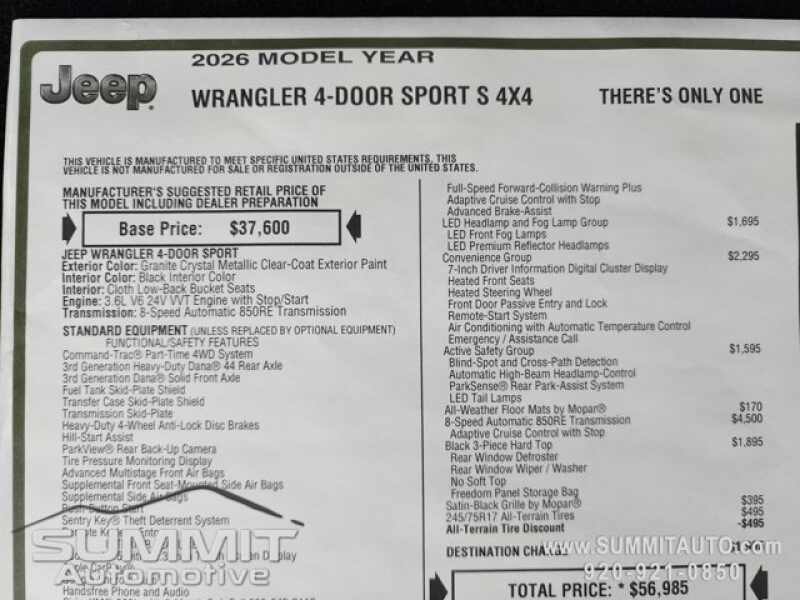 2026 MODEL YEAR
Jeep
WRANGLER 4-DOOR SPORT S 4X4
THERE'S ONLY ONE
THIS VEHICLE IS MANUFACTURED TO MEET SPECIFIC UNITED STATES REQUIREMENTS. THIS
VEHICLE IS NOT MANUFACTURED FOR SALE OR REGISTRATION OUTSIDE OF THE UNITED STATES.
MANUFACTURER'S SUGGESTED RETAIL PRICE OF
THIS MODEL INCLUDING DEALER PREPARATION
Base Price: $37,600
JEEP WRANGLER 4-DOOR SPORT
Exterior Color: Granite Crystal Metallic Clear-Coat Exterior Paint
Interior Color: Black Interior Color
Interior: Cloth Low-Back Bucket Seats
Engine: 3.6L V6 24V VVT Engine with Stop/Start
Transmission: 8-Speed Automatic 850RE Transmission
STANDARD EQUIPMENT (UNLESS REPLACED BY OPTIONAL EQUIPMENT)
FUNCTIONAL/SAFETY FEATURES
Command-Trac® Part-Time 4WD System
3rd Generation Heavy-Duty Dana® 44 Rear Axle
3rd Generation Dana® Solid Front Axle
Fuel Tank Skid-Plate Shield
Transfer Case Skid-Plate Shield
Transmission Skid-Plate
Heavy-Duty 4-Wheel Anti-Lock Disc Brakes
Hill-Start Assist
ParkView® Rear Back-Up Camera
Tire Pressure Monitoring Display
Advanced Multistage Front Air Bags
Supplemental Front Seat-Mounted Side Air Bags
Supplemental Side Air Bags
Push Button Start
Sentry Key® Theft Deterrent System
Display
Handsfree Phone and Audio
Full-Speed Forward-Collision Warning Plus
Adaptive Cruise Control with Stop
Advanced Brake-Assist
LED Headlamp and Fog Lamp Group $1,695
LED Front Fog Lamps
LED Premium Reflector Headlamps
Convenience Group $2,295
7-Inch Driver Information Digital Cluster Display
Heated Front Seats
Heated Steering Wheel
Front Door Passive Entry and Lock
Remote-Start System
Air Conditioning with Automatic Temperature Control
Emergency / Assistance Call
Active Safety Group $1,595
Blind-Spot and Cross-Path Detection
Automatic High-Beam Headlamp-Control
ParkSense® Rear Park-Assist System
LED Tail Lamps
All-Weather Floor Mats by Mopar® $170
8-Speed Automatic 850RE Transmission $4,500
Adaptive Cruise Control with Stop
Black 3-Piece Hard Top $1,895
Rear Window Defroster
Rear Window Wiper / Washer
No Soft Top
Freedom Panel Storage Bag
Satin-Black Grille by Mopar® $395
245/75R17 All-Terrain Tires $495
All-Terrain Tire Discount -$495
DESTINATION CHARGE
TOTAL PRICE: * $56,985
SUMMIT
Automotive
WWW.SUMMITAUTO.COM
920-921-0850